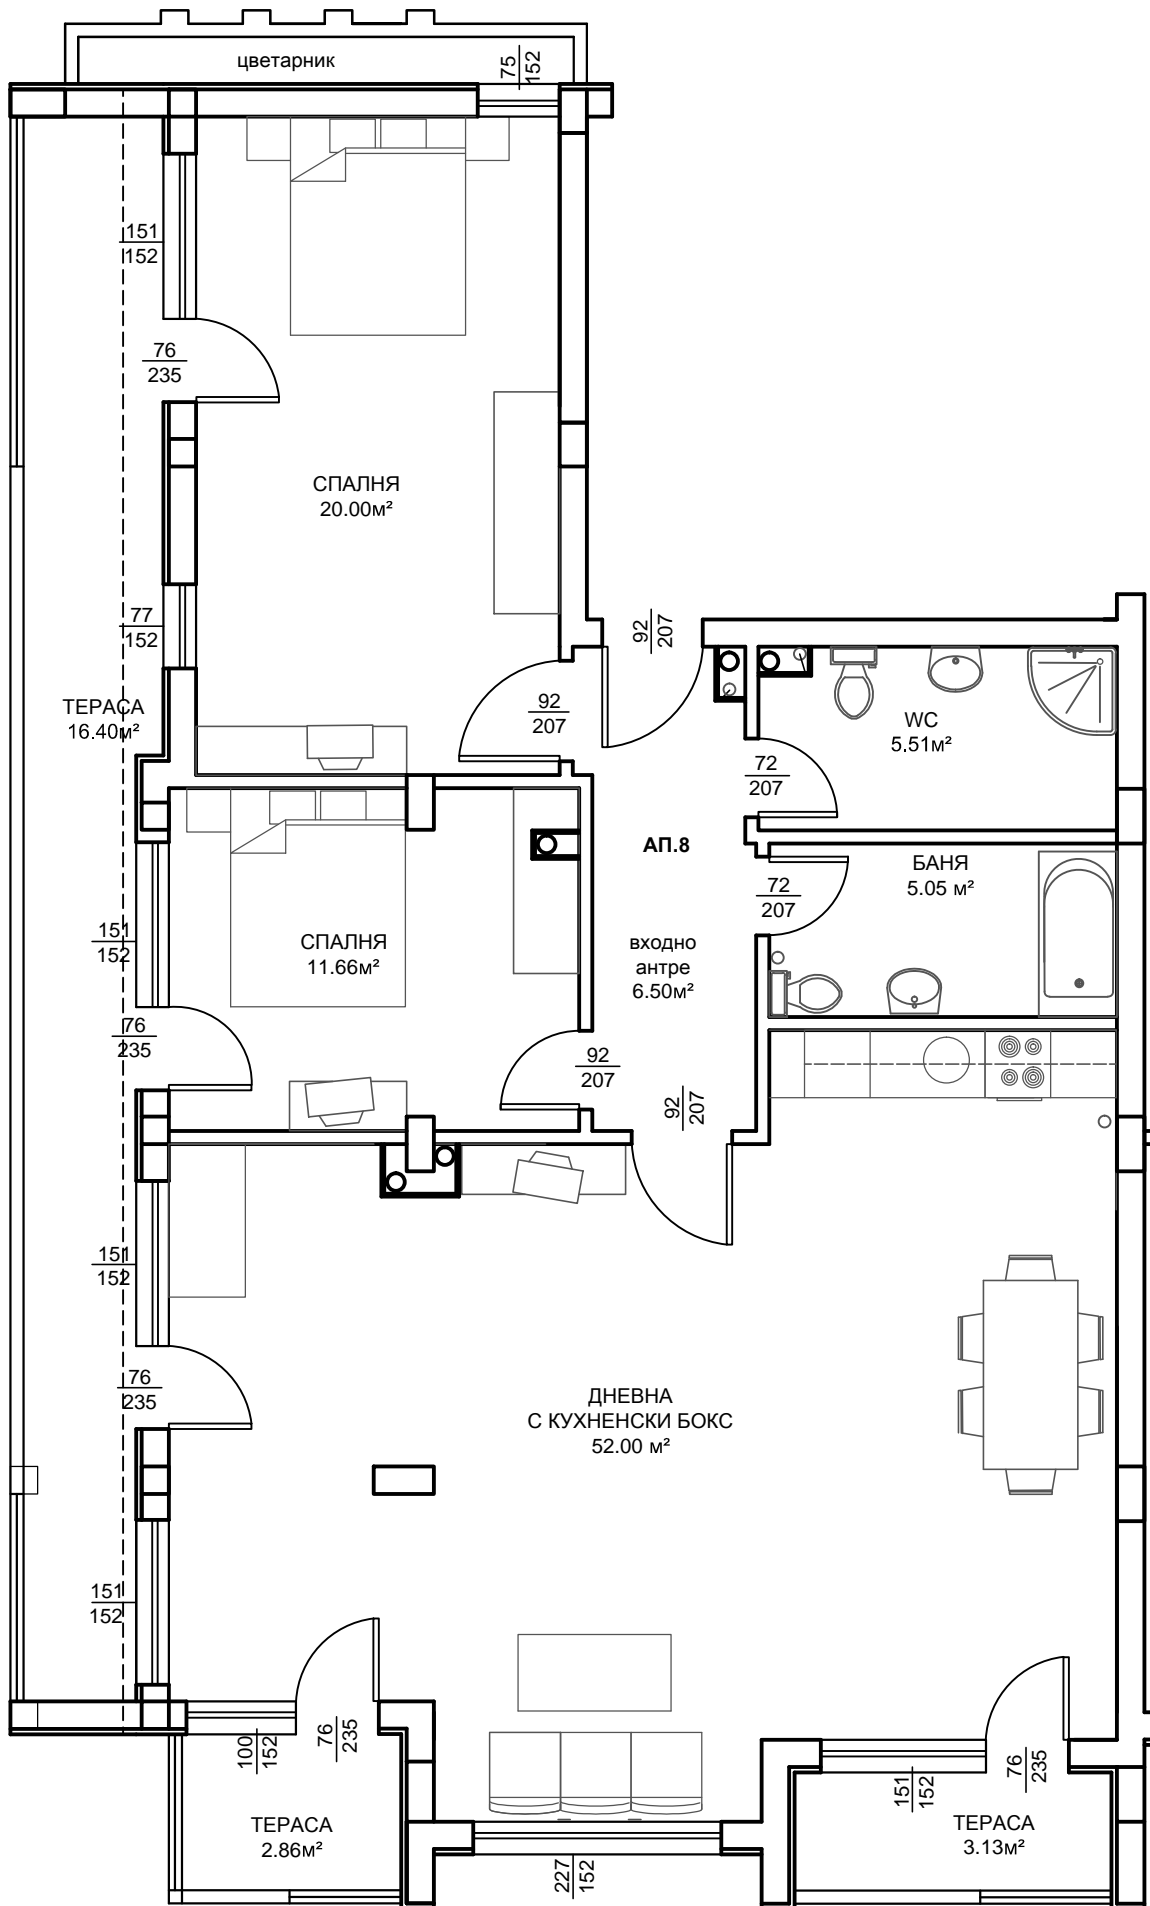 цветарник
75
152
151
152
76
235
СПАЛНЯ
20.00м²
77
152
92
207
ТЕРАСА
16.40м²
92
207
WC
5.51м²
72
207
АП.8
БАНЯ
5.05 м²
72
207
151
152
СПАЛНЯ
11.66м²
входно
антре
6.50м²
76
235
92
207
92
207
151
152
76
235
ДНЕВНА
С КУХНЕНСКИ БОКС
52.00 м²
151
152
100
152
76
235
151
152
76
235
ТЕРАСА
2.86м²
ТЕРАСА
3.13м²
227
152